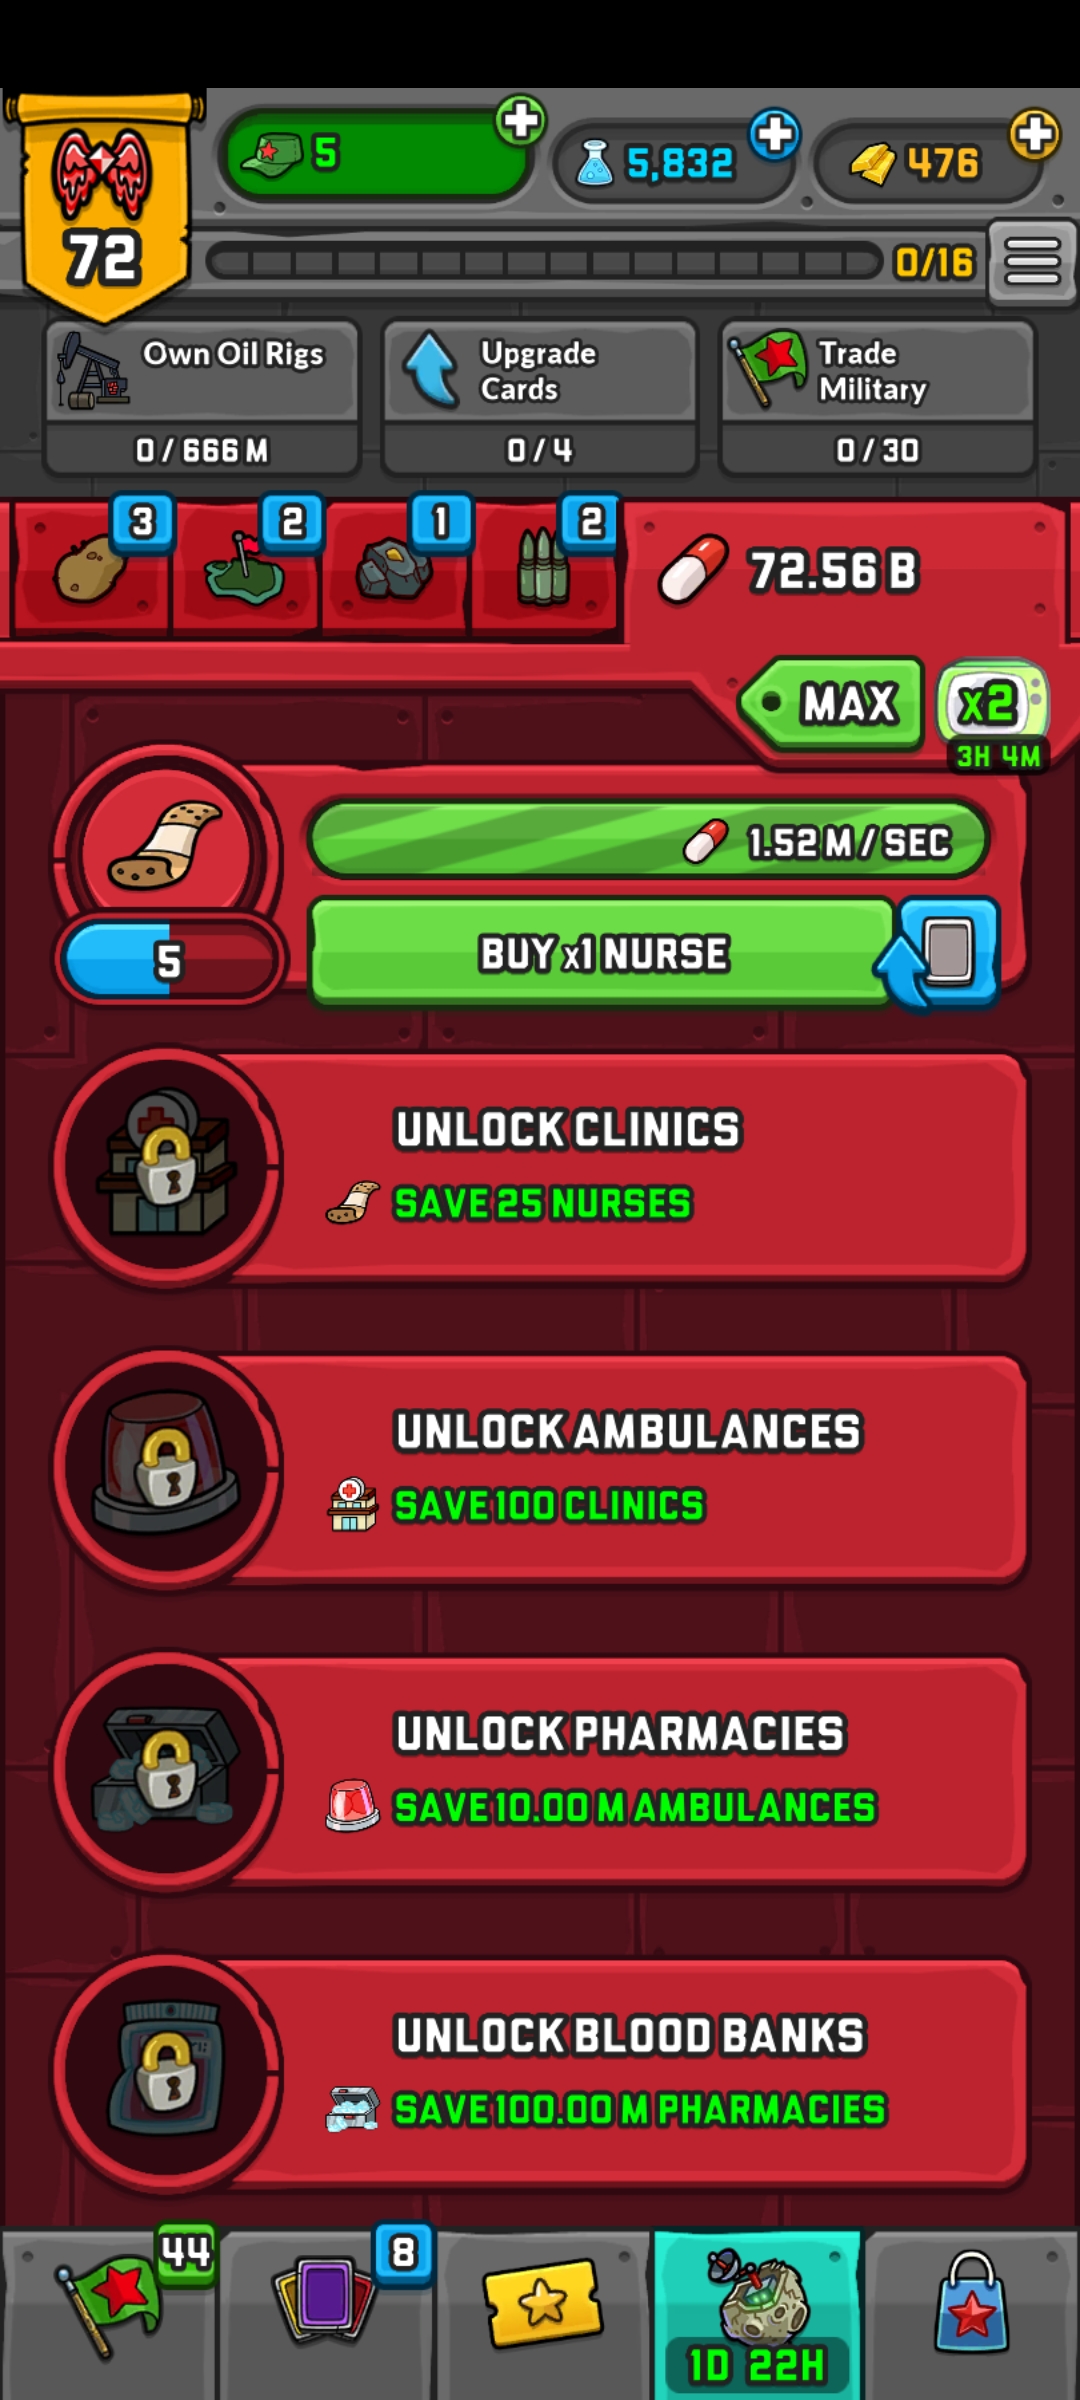 5
5,832
476
72
0/16
Own Oil Rigs
0 / 666 M
Upgrade
Cards
0 / 4
Trade
Military
0 / 30
3
2
1
2
72.56 B
MAX
x2
3H 4M
1.52 M / SEC
5
BUY x1 NURSE
UNLOCK CLINICS
SAVE 25 NURSES
UNLOCK AMBULANCES
SAVE 100 CLINICS
UNLOCK PHARMACIES
SAVE 10.00 M AMBULANCES
UNLOCK BLOOD BANKS
SAVE 100.00 M PHARMACIES
44
8
1D 22H